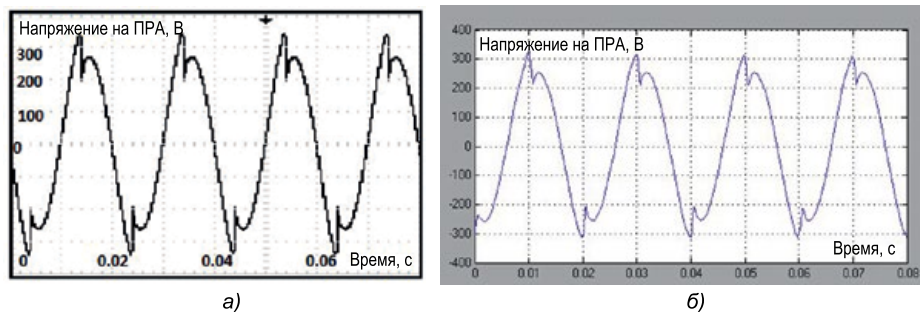 Напряжение на ПРА, В
300
200
100
0
0 0.02 0.04 0.06 Время, с
а)
400
Напряжение на ПРА, В
300
200
100
0
-100
-200
-300
Время, с
-400
0 0.01 0.02 0.03 0.04 0.05 0.06 0.07 0.08
б)